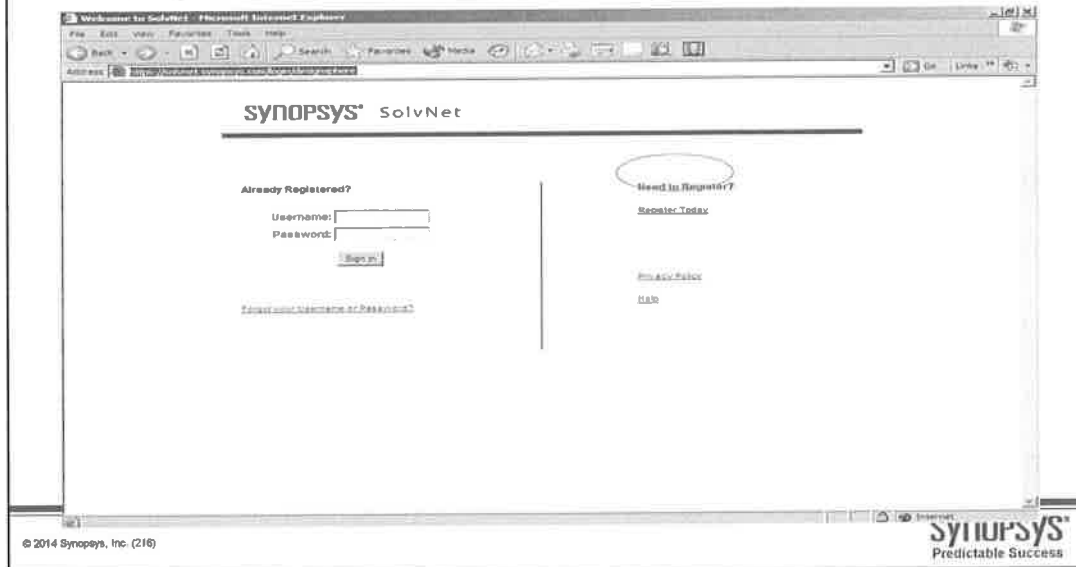 Welcome to SolvNet - Microsoft Internet Explorer
File Edit View Favorites Tools Help
Back Search Favorites Media
Address
Go Links
SYNOPSYS® SolvNet
Already Registered?
Username:
Password:
Sign in
Forgot your Username or Password?
Need to Register?
Register Today
Privacy Policy
Help
Internet
© 2014 Synopsys, Inc. (216)
SYNOPSYS®
Predictable Success